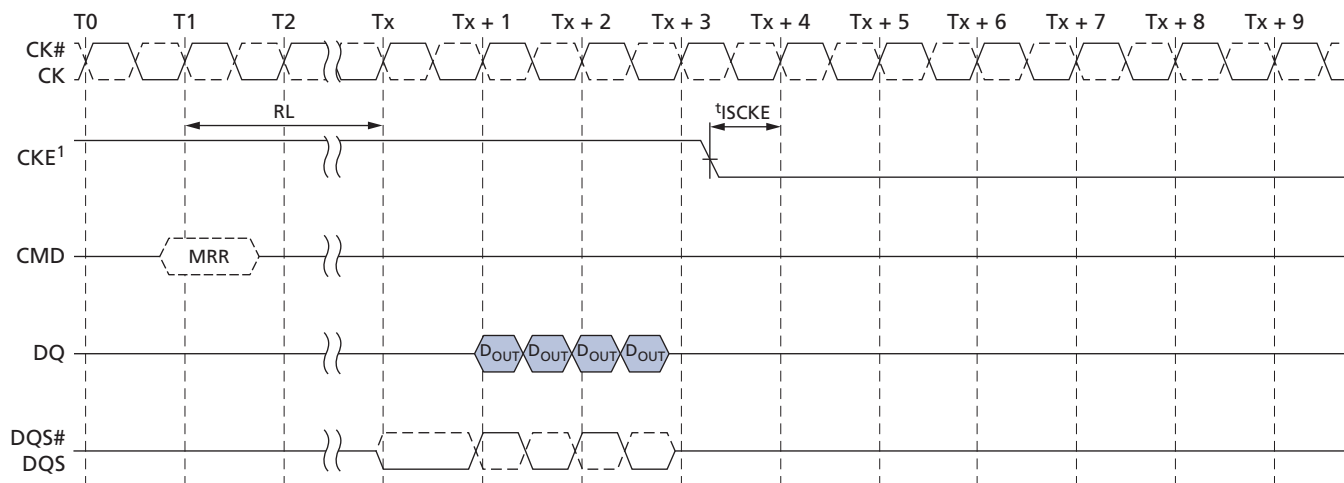 T0 T1 T2 Tx Tx + 1 Tx + 2 Tx + 3 Tx + 4 Tx + 5 Tx + 6 Tx + 7 Tx + 8 Tx + 9
CK#
CK
RL
tISCKE
CKE1
CMD MRR
DQ DOUT DOUT DOUT DOUT
DQS#
DQS